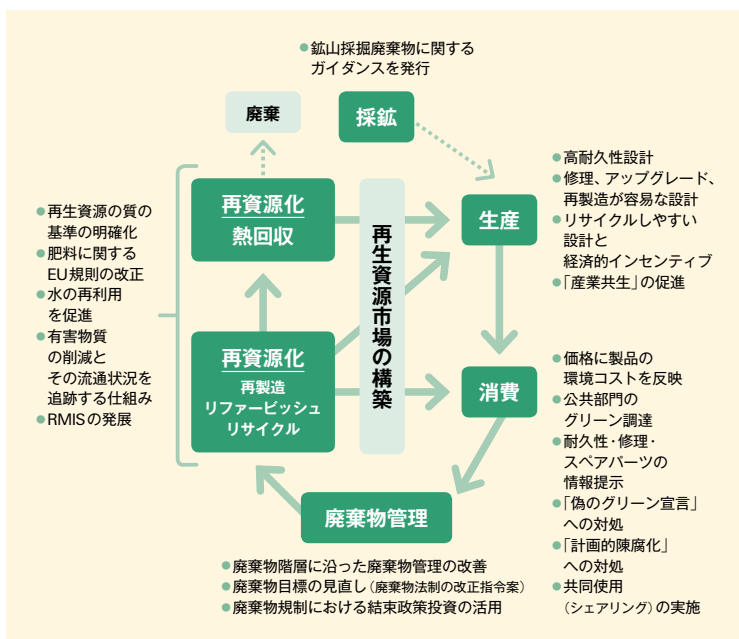 ●鉱山採掘廃棄物に関する
ガイダンスを発行
廃棄
採鉱
再資源化
熱回収
再生資源市場の構築
生産
●高耐久性設計
●修理、アップグレード、
再製造が容易な設計
●リサイクルしやすい
設計と
経済的インセンティブ
●「産業共生」の促進
●再生資源の質の
基準の明確化
●肥料に関する
EU規則の改正
●水の再利用
を促進
●有害物質
の削減と
その流通状況を
追跡する仕組み
●RMISの発展
再資源化
再製造
リファービッシュ
リサイクル
消費
●価格に製品の
環境コストを反映
●公共部門の
グリーン調達
●耐久性・修理・
スペアパーツの
情報提示
●「偽のグリーン宣言」
への対処
●「計画的陳腐化」
への対処
●共同使用
（シェアリング）の実施
廃棄物管理
●廃棄物階層に沿った廃棄物管理の改善
●廃棄物目標の見直し（廃棄物法制の改正指令案）
●廃棄物規制における結束政策投資の活用